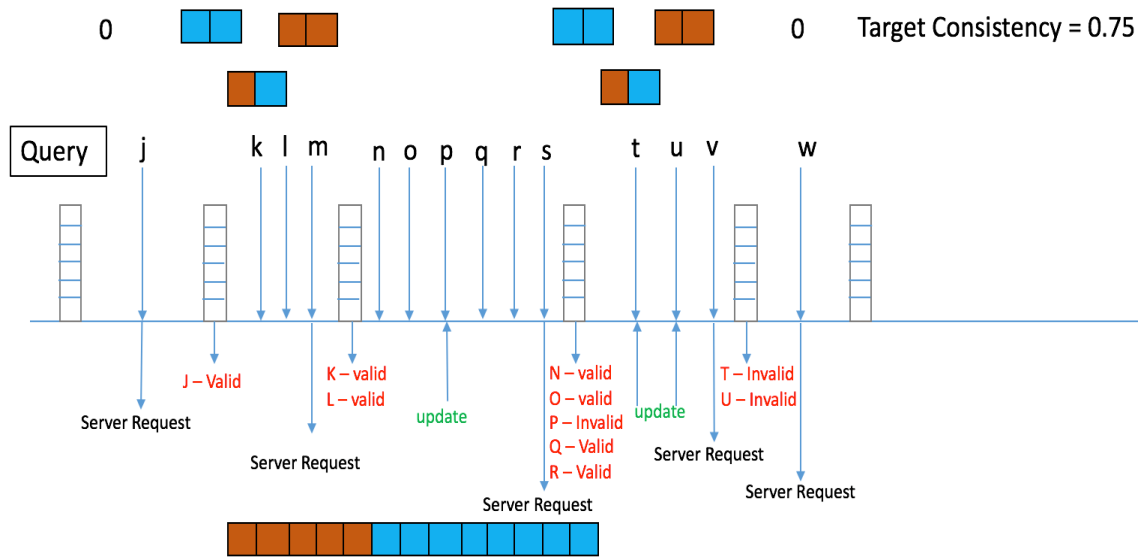 0 0 Target Consistency = 0.75
Query j k l m n o p q r s t u v w
J – Valid
K – valid
L – valid
N – valid
O – valid
P – Invalid
Q – Valid
R – Valid
T – Invalid
U – Invalid
update
update
Server Request
Server Request
Server Request
Server Request
Server Request